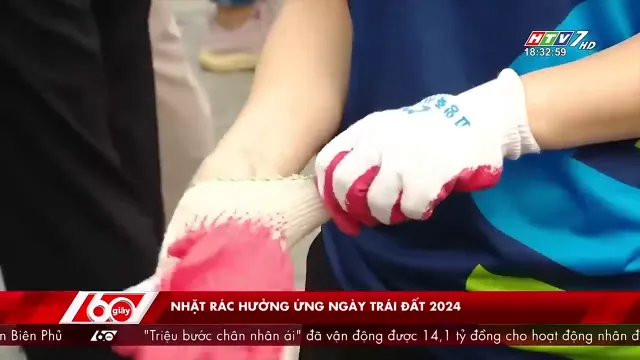 HTV7 HD
18:32:59
60 giây
NHẶT RÁC HƯỞNG ỨNG NGÀY TRÁI ĐẤT 2024
n Biên Phủ 60 "Triệu bước chân nhân ái" đã vận động được 14,1 tỷ đồng cho hoạt động nhân đ